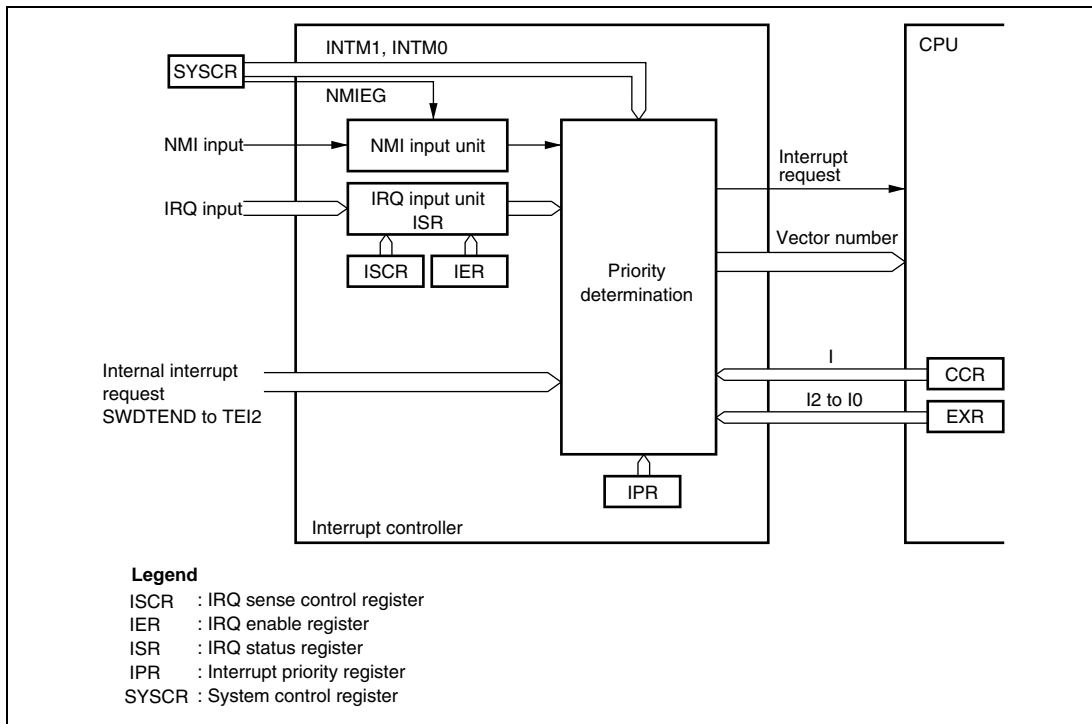 INTM1, INTM0
CPU
SYSCR
NMIEG
NMI input
NMI input unit
Interrupt
request
IRQ input
IRQ input unit
ISR
Vector number
ISCR
IER
Priority
determination
Internal interrupt
request
SWDTEND to TEI2
I
CCR
I2 to I0
EXR
IPR
Interrupt controller
Legend
ISCR : IRQ sense control register
IER : IRQ enable register
ISR : IRQ status register
IPR : Interrupt priority register
SYSCR : System control register